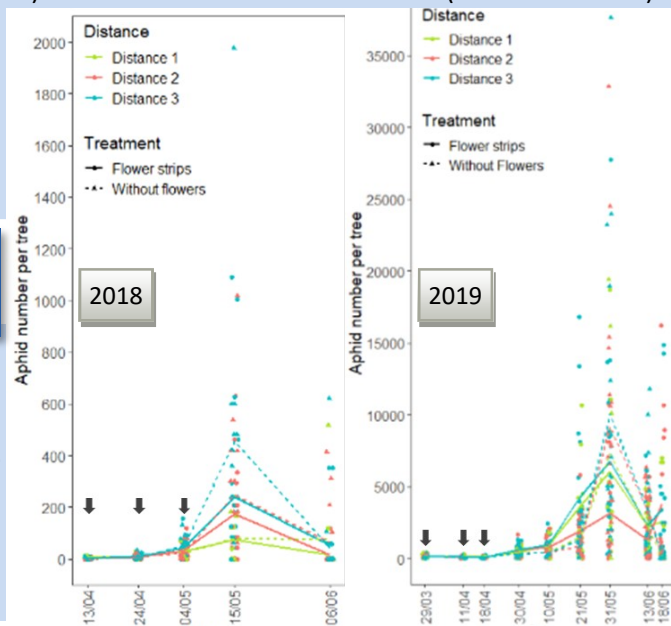 Distance
Distance 1
Distance 2
Distance 3
Treatment
Flower strips
Without flowers
Aphid number per tree
2018
2000
1800
1600
1400
1200
1000
800
600
400
200
0
13/04
24/04
04/05
15/05
06/06
Distance
Distance 1
Distance 2
Distance 3
Treatment
Flower strips
Without Flowers
Aphid number per tree
2019
35000
30000
25000
20000
15000
10000
5000
0
29/03
11/04
18/04
30/04
10/05
21/05
31/05
13/06
18/06